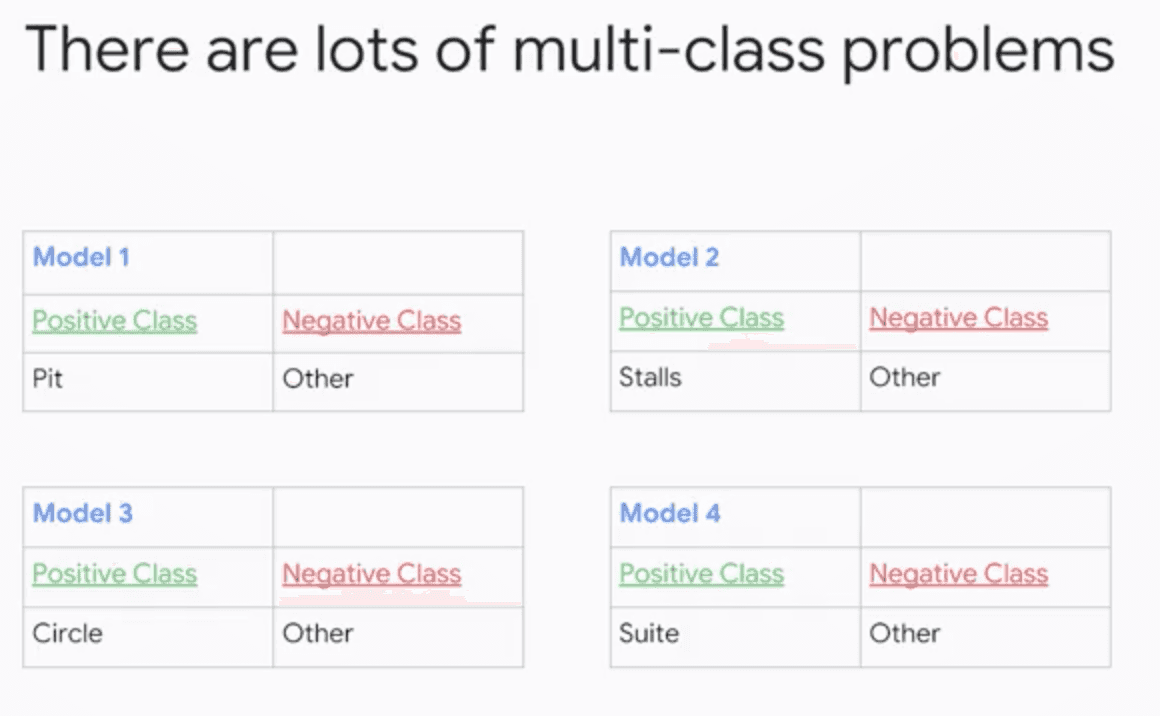 There are lots of multi-class problems
Model 1
Positive Class Negative Class
Pit Other
Model 2
Positive Class Negative Class
Stalls Other
Model 3
Positive Class Negative Class
Circle Other
Model 4
Positive Class Negative Class
Suite Other